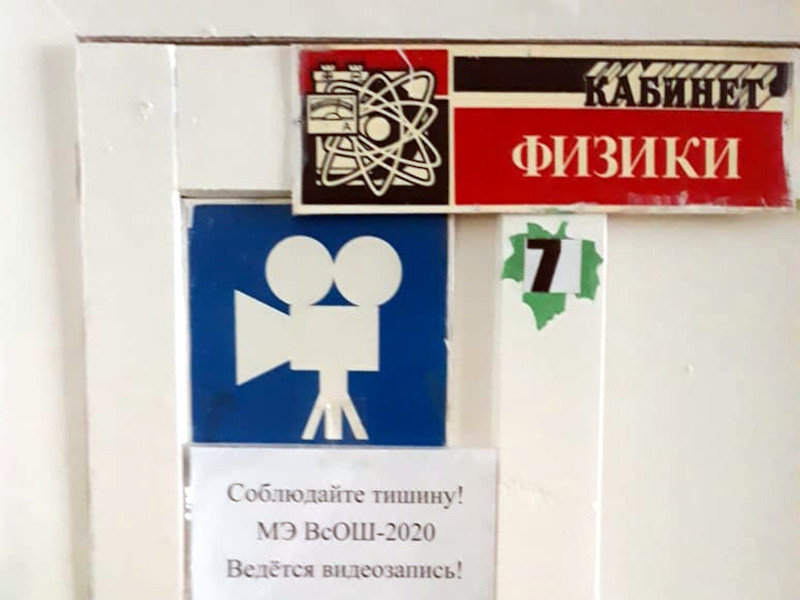 КАБИНЕТ
ФИЗИКИ
7
Соблюдайте тишину!
МЭ ВсОШ-2020
Ведётся видеозапись!